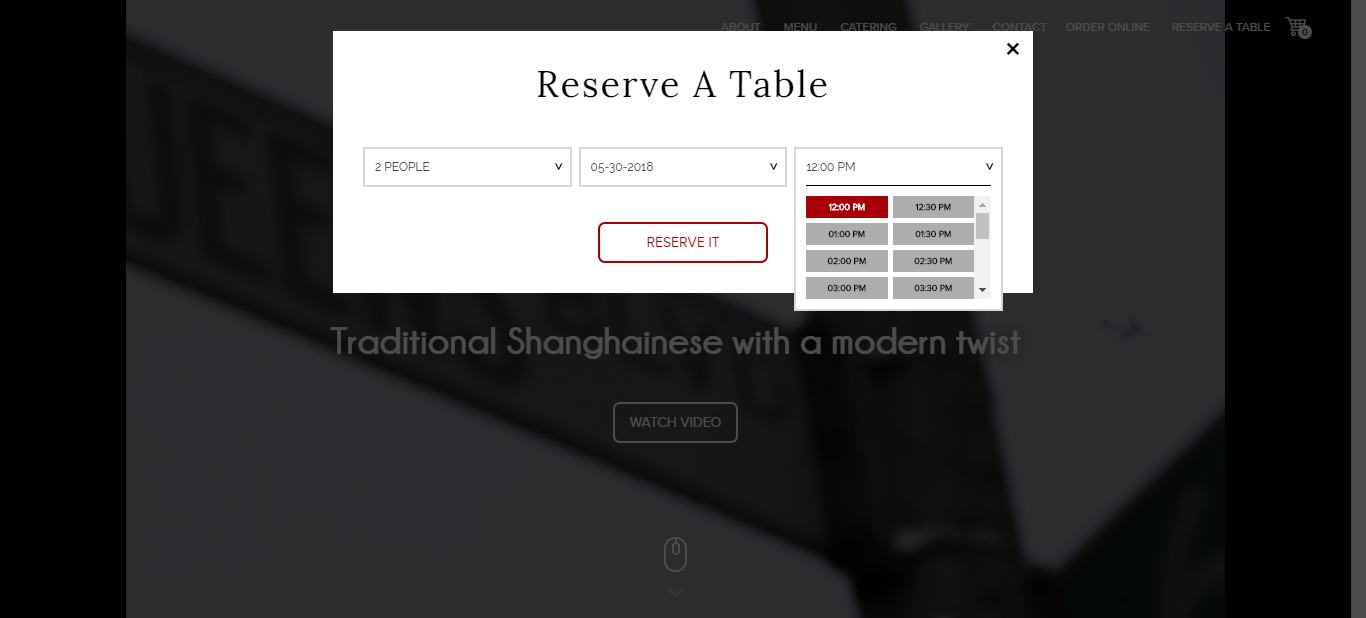 ABOUT MENU CATERING GALLERY CONTACT ORDER ONLINE RESERVE A TABLE 0
Reserve A Table
2 PEOPLE 05-30-2018 12:00 PM
12:00 PM 12:30 PM
01:00 PM 01:30 PM
02:00 PM 02:30 PM
03:00 PM 03:30 PM
RESERVE IT
Traditional Shanghainese with a modern twist
WATCH VIDEO